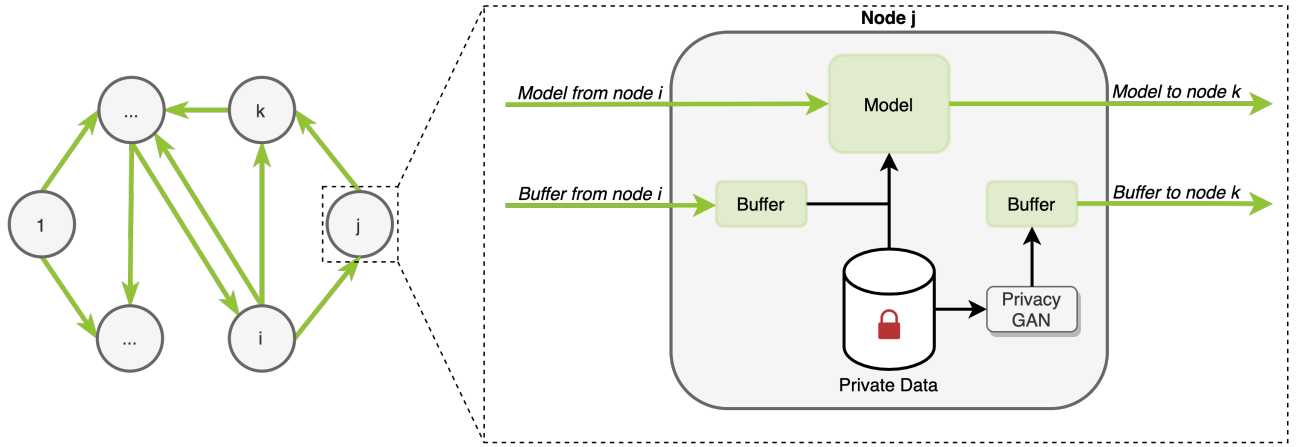 Node j
...
k
1
j
...
i
Model from node i
Model
Model to node k
Buffer from node i
Buffer
Buffer
Buffer to node k
Privacy
GAN
Private Data